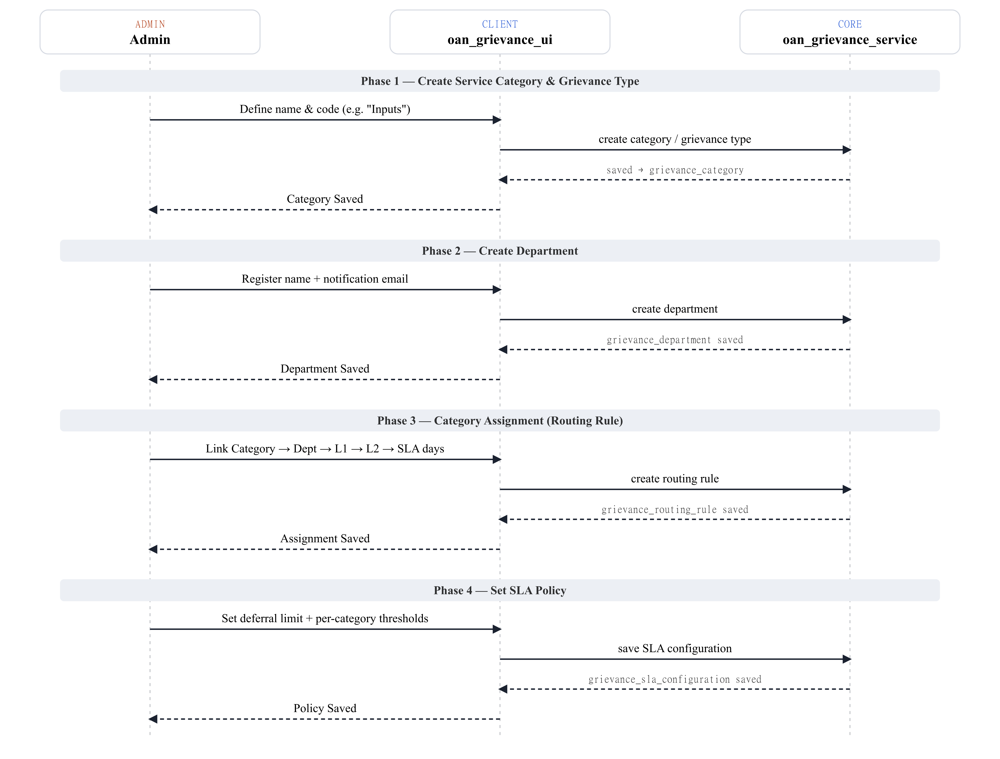 ADMIN
Admin
CLIENT
oan_grievance_ui
CORE
oan_grievance_service
Phase 1 — Create Service Category & Grievance Type
Define name & code (e.g. "Inputs")
create category / grievance type
saved → grievance_category
Category Saved
Phase 2 — Create Department
Register name + notification email
create department
grievance_department saved
Department Saved
Phase 3 — Category Assignment (Routing Rule)
Link Category → Dept → L1 → L2 → SLA days
create routing rule
grievance_routing_rule saved
Assignment Saved
Phase 4 — Set SLA Policy
Set deferral limit + per-category thresholds
save SLA configuration
grievance_sla_configuration saved
Policy Saved